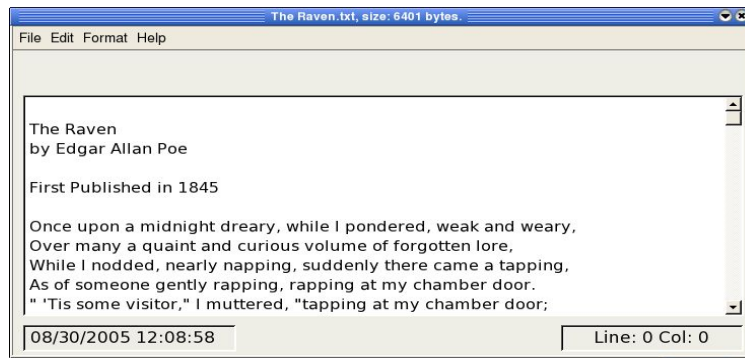 The Raven.txt, size: 6401 bytes.
File Edit Format Help
The Raven
by Edgar Allan Poe
First Published in 1845
Once upon a midnight dreary, while I pondered, weak and weary,
Over many a quaint and curious volume of forgotten lore,
While I nodded, nearly napping, suddenly there came a tapping,
As of someone gently rapping, rapping at my chamber door.
" 'Tis some visitor," I muttered, "tapping at my chamber door;
08/30/2005 12:08:58
Line: 0 Col: 0